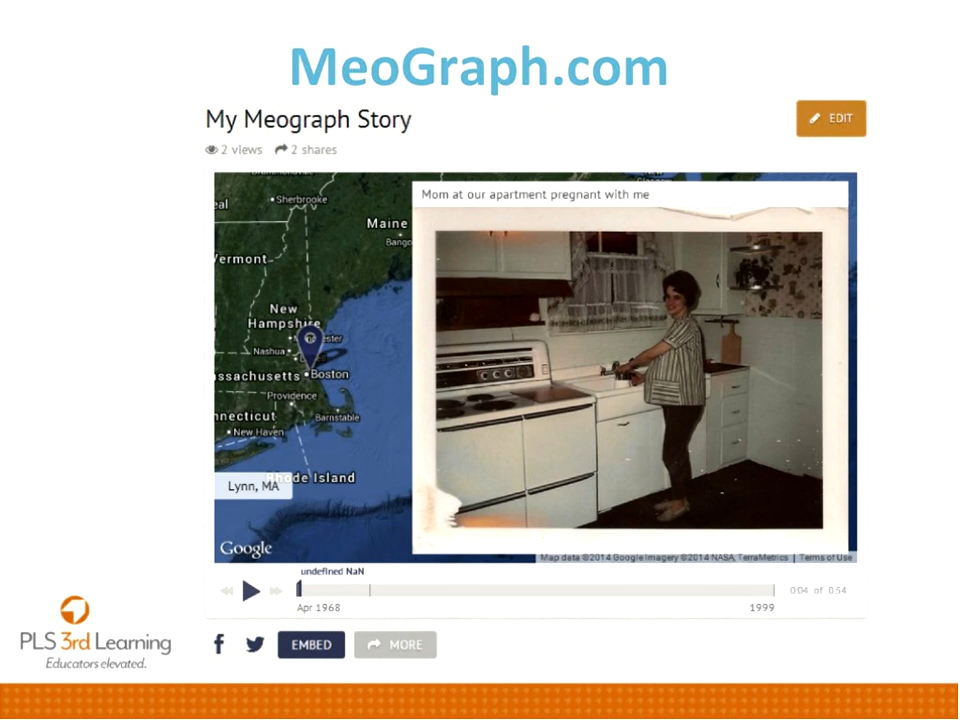 MeoGraph.com
My Meograph Story
EDIT
2 views 2 shares
Mom at our apartment pregnant with me
Sherbrooke
Maine
Vermont
New
Hampshire
Nashua
Boston
Providence
Barnstable
New Haven
Rhode Island
Lynn, MA
Google
Map data ©2014 Google Imagery ©2014 NASA, TerraMetrics | Terms of Use
undefined NaN
0:04 of 0:54
Apr 1968 1999
EMBED MORE
PLS 3rd Learning
Educators elevated.